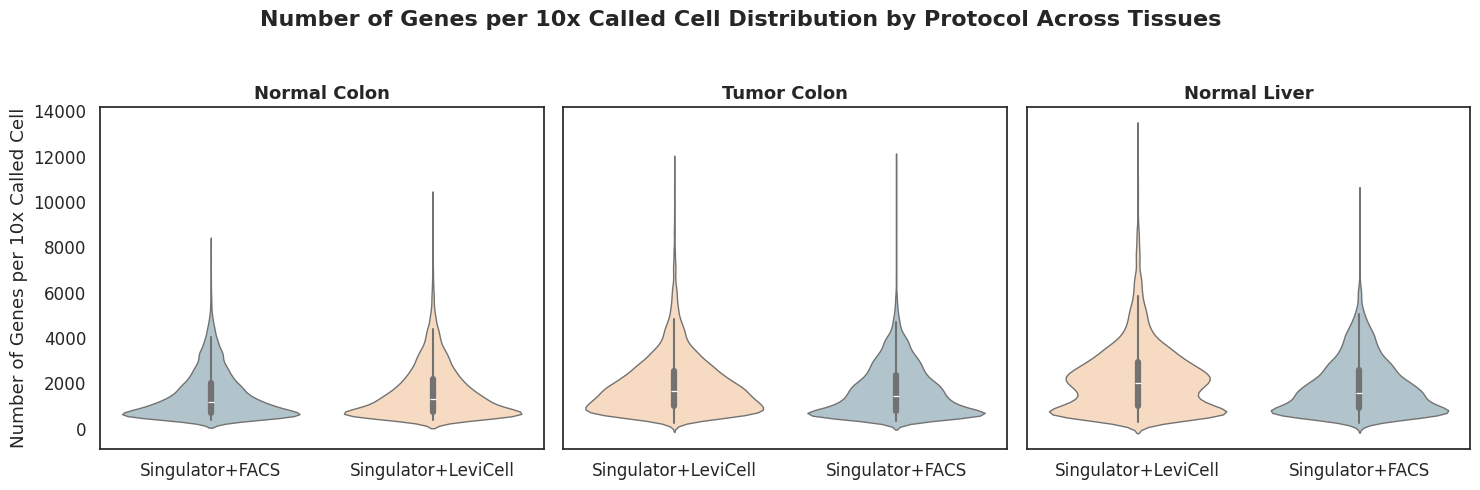 Number of Genes per 10x Called Cell Distribution by Protocol Across Tissues
Normal Colon
Tumor Colon
Normal Liver
Number of Genes per 10x Called Cell
14000
12000
10000
8000
6000
4000
2000
0
Singulator+FACS
Singulator+LeviCell
Singulator+LeviCell
Singulator+FACS
Singulator+LeviCell
Singulator+FACS